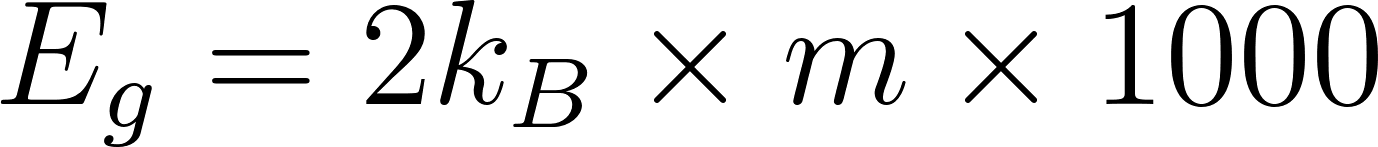 E_g = 2k_B × m × 1000